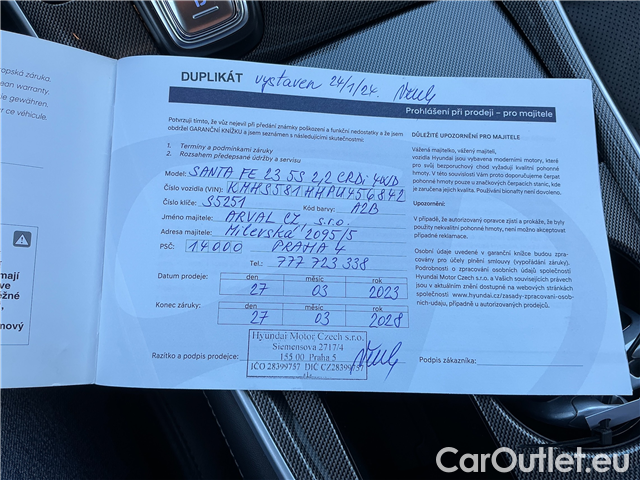 DUPLIKÁT vystaven 24/1/24.
Prohlášení při prodeji – pro majitele
opská záruka.
ean warranty.
ie gewähren.
r ce véhicule.
Potvrzuji tímto, že vůz nejevil při předání známky poškození a funkční nedostatky a že jsem
obdržel GARANČNÍ KNÍŽKU a jsem seznámen s následujícími skutečnostmi:
1. Termíny a podmínkami záruky
2. Rozsahem předepsané údržby a servisu
Model: SANTA FE 23 5S 2,2 CRDi 4WD
Číslo vozidla (VIN): KMHS581HHPU456842
Číslo klíče: S5251 Kód barvy: A2B
Jméno majitele: ARVAL CZ, s.r.o.
Adresa majitele: Milevská 2095/5
PSČ: 14000 PRAHA 4
Tel.: 777 723 338
Datum prodeje: den měsíc rok
27 03 2023
Konec záruky: den měsíc rok
27 03 2028
Hyundai Motor Czech s.r.o.
Siemensova 2717/4
155 00 Praha 5
IČO 28399757 DIČ CZ28399757
Razítko a podpis prodejce:
Podpis zákazníka:
DŮLEŽITÉ UPOZORNĚNÍ PRO MAJITELE
Vážená majitelko, vážený majiteli,
vozidla Hyundai jsou vybavena moderními motory, které
pro svůj bezporuchový chod vyžadují kvalitní pohonné
hmoty. V této souvislosti Vám proto doporučujeme čerpat
pohonné hmoty pouze u značkových čerpacích stanic, kde
je zaručena jejich kvalita. Používání bionafty není dovoleno.
Upozornění:
V případě, že autorizovaný opravce zjistí a prokáže, že byly
použity nekvalitní pohonné hmoty, není možno akceptovat
případné reklamace.
Osobní údaje uvedené v garanční knížce budou zpraco-
vány pro účely plnění smlouvy (vypořádání záruky).
Podrobnosti o zpracování osobních údajů společností
Hyundai Motor Czech s.r.o. a Vašich souvisejících právech
jsou v aktuálním znění dostupné na webových stránkách
společnosti www.hyundai.cz/zasady-zpracovani-osob-
nich-udaju, případně u autorizovaných prodejců.
mají
ěžné
nový
CarOutlet.eu